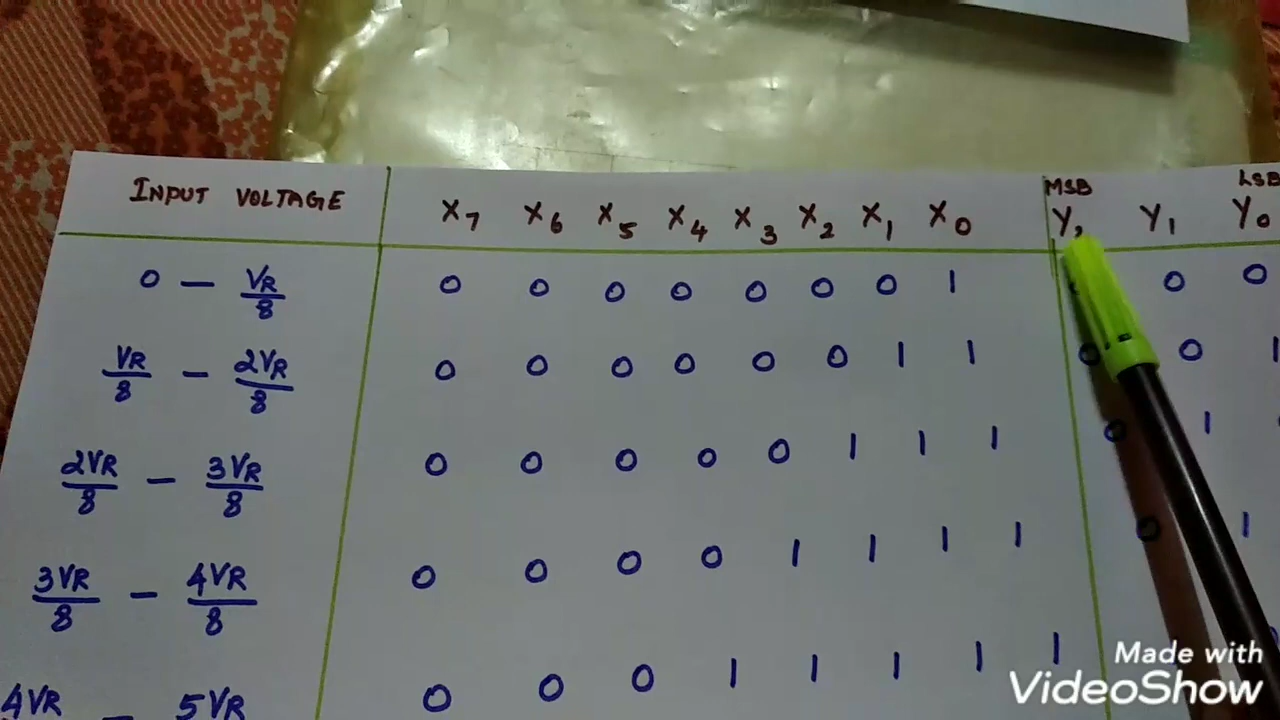 INPUT VOLTAGE X7 X6 X5 X4 X3 X2 X1 X0 MSB Y2 Y1 LSB Y0
0 - VR/8 0 0 0 0 0 0 0 1 0 0
VR/8 - 2VR/8 0 0 0 0 0 0 1 1 0 0 1
2VR/8 - 3VR/8 0 0 0 0 0 1 1 1 0 1
3VR/8 - 4VR/8 0 0 0 0 1 1 1 1 0 1
4VR - 5VR 0 0 0 1 1 1 1 1
Made with
VideoShow